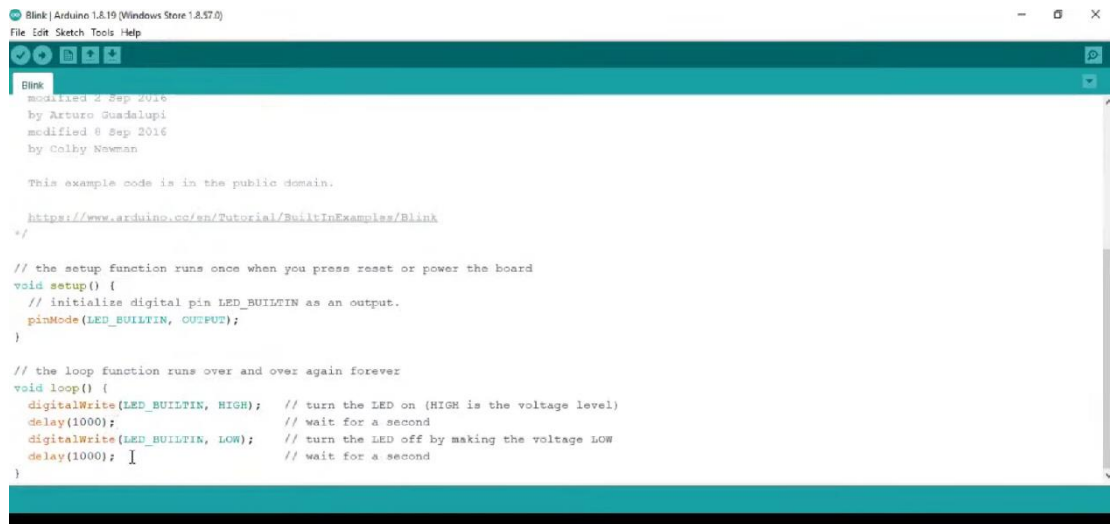 Blink | Arduino 1.8.19 (Windows Store 1.8.57.0)
File Edit Sketch Tools Help
Blink
modified 2 Sep 2016
by Arturo Guadalupi
modified 8 Sep 2016
by Colby Newman
This example code is in the public domain.
https://www.arduino.cc/en/Tutorial/BuiltInExamples/Blink
*/
// the setup function runs once when you press reset or power the board
void setup() {
// initialize digital pin LED_BUILTIN as an output.
pinMode(LED_BUILTIN, OUTPUT);
}
// the loop function runs over and over again forever
void loop() {
digitalWrite(LED_BUILTIN, HIGH); // turn the LED on (HIGH is the voltage level)
delay(1000); // wait for a second
digitalWrite(LED_BUILTIN, LOW); // turn the LED off by making the voltage LOW
delay(1000); // wait for a second
}